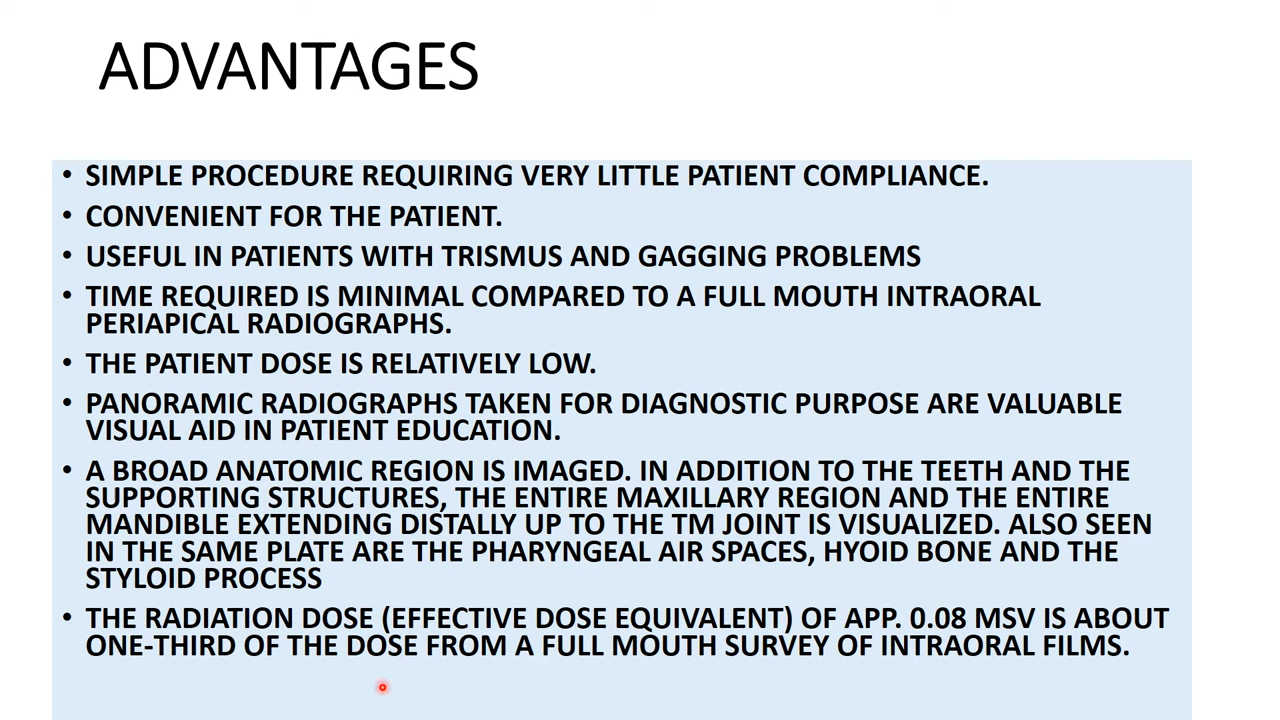 ADVANTAGES
• SIMPLE PROCEDURE REQUIRING VERY LITTLE PATIENT COMPLIANCE.
• CONVENIENT FOR THE PATIENT.
• USEFUL IN PATIENTS WITH TRISMUS AND GAGGING PROBLEMS
• TIME REQUIRED IS MINIMAL COMPARED TO A FULL MOUTH INTRAORAL
PERIAPICAL RADIOGRAPHS.
• THE PATIENT DOSE IS RELATIVELY LOW.
• PANORAMIC RADIOGRAPHS TAKEN FOR DIAGNOSTIC PURPOSE ARE VALUABLE
VISUAL AID IN PATIENT EDUCATION.
• A BROAD ANATOMIC REGION IS IMAGED. IN ADDITION TO THE TEETH AND THE
SUPPORTING STRUCTURES, THE ENTIRE MAXILLARY REGION AND THE ENTIRE
MANDIBLE EXTENDING DISTALLY UP TO THE TM JOINT IS VISUALIZED. ALSO SEEN
IN THE SAME PLATE ARE THE PHARYNGEAL AIR SPACES, HYOID BONE AND THE
STYLOID PROCESS
• THE RADIATION DOSE (EFFECTIVE DOSE EQUIVALENT) OF APP. 0.08 MSV IS ABOUT
ONE-THIRD OF THE DOSE FROM A FULL MOUTH SURVEY OF INTRAORAL FILMS.